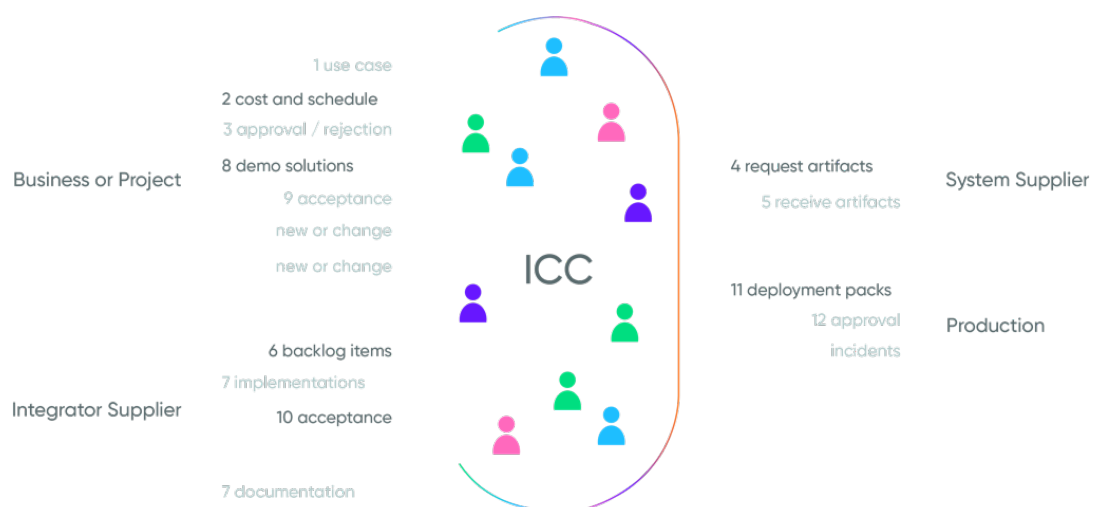 1 use case
2 cost and schedule
3 approval / rejection
8 demo solutions
Business or Project
9 acceptance
new or change
new or change
6 backlog items
7 implementations
Integrator Supplier
10 acceptance
7 documentation
ICC
4 request artifacts
System Supplier
5 receive artifacts
11 deployment packs
12 approval
Production
incidents